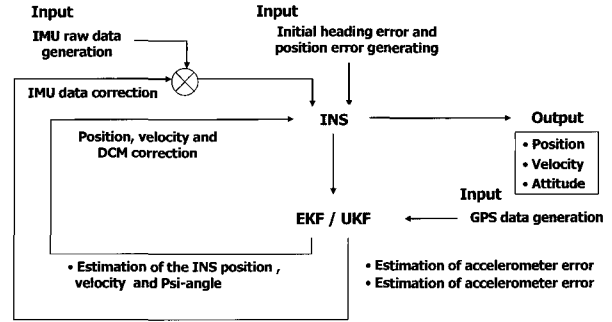 Input
IMU raw data
generation
Input
Initial heading error and
position error generating
IMU data correction
INS
Output
• Position
• Velocity
• Attitude
Position, velocity and
DCM correction
Input
EKF / UKF
GPS data generation
• Estimation of the INS position ,
velocity and Psi-angle
• Estimation of accelerometer error
• Estimation of accelerometer error